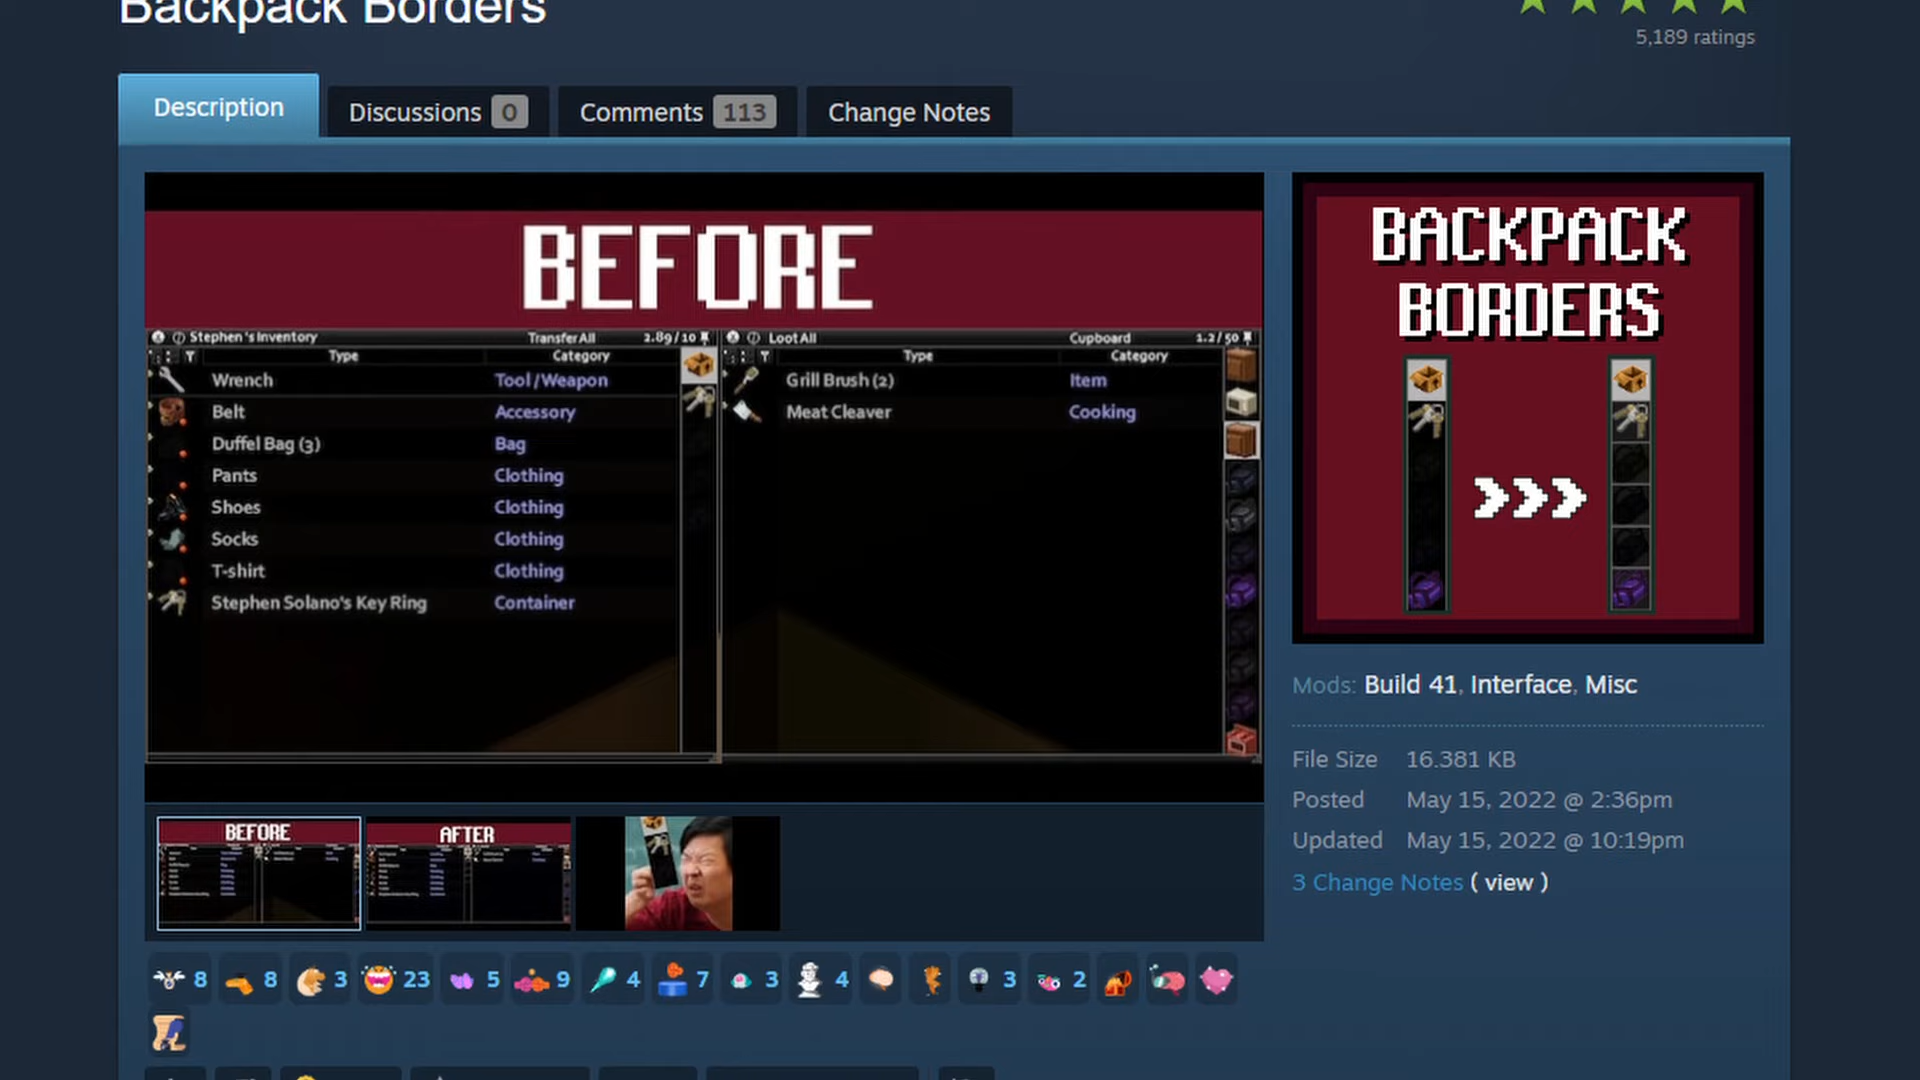 Backpack Borders
5,189 ratings
Description
Discussions 0
Comments 113
Change Notes
BEFORE
Stephen's Inventory
Transfer All
2.89/10
Loot All
Cupboard
1.2/50
Type
Category
Type
Category
Wrench
Tool/Weapon
Belt
Accessory
Duffel Bag (3)
Bag
Pants
Clothing
Shoes
Clothing
Socks
Clothing
T-shirt
Clothing
Stephen Solano's Key Ring
Container
Grill Brush (2)
Item
Meat Cleaver
Cooking
BACKPACK
BORDERS
Mods: Build 41, Interface, Misc
File Size 16.381 KB
Posted May 15, 2022 @ 2:36pm
Updated May 15, 2022 @ 10:19pm
3 Change Notes ( view )
BEFORE
AFTER
8 8 3 23 5 9 4 7 3 4 3 2